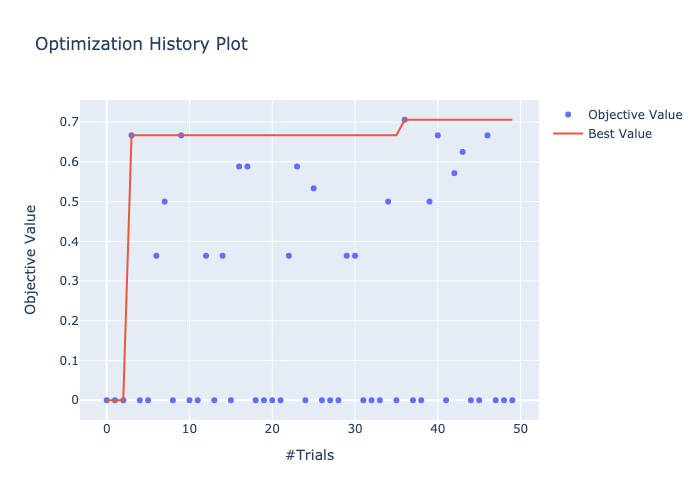 Optimization History Plot
Objective Value
Best Value
0.7
0.6
0.5
0.4
0.3
0.2
0.1
0
Objective Value
0
10
20
30
40
50
#Trials